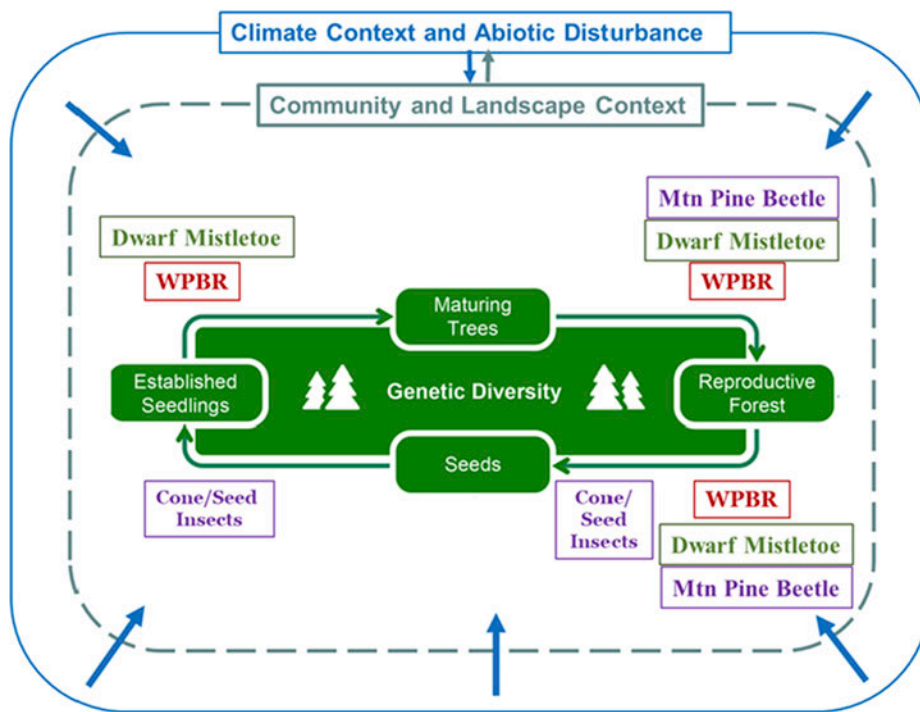 Climate Context and Abiotic Disturbance
Community and Landscape Context
Mtn Pine Beetle
Dwarf Mistletoe
WPBR
Dwarf Mistletoe
WPBR
Maturing
Trees
Established
Seedlings
Genetic Diversity
Reproductive
Forest
Seeds
Cone/Seed
Insects
Cone/
Seed
Insects
WPBR
Dwarf Mistletoe
Mtn Pine Beetle